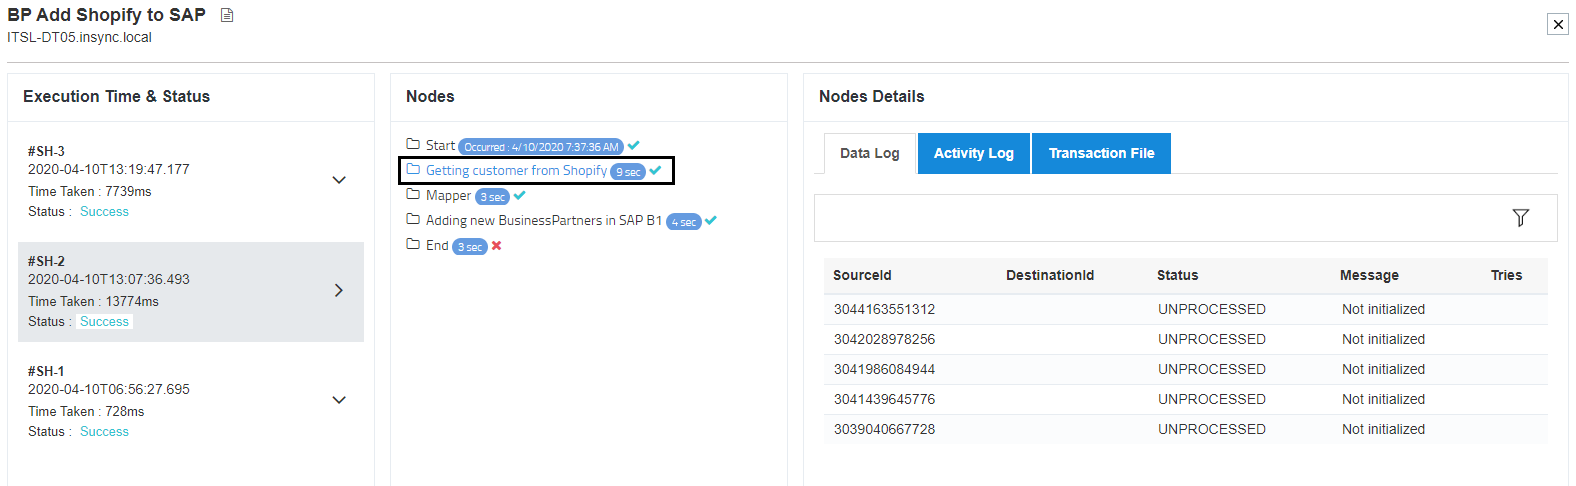 BP Add Shopify to SAP
ITSL-DT05.insync.local
Execution Time & Status
#SH-3
2020-04-10T13:19:47.177
Time Taken : 7739ms
Status : Success
#SH-2
2020-04-10T13:07:36.493
Time Taken : 13774ms
Status : Success
#SH-1
2020-04-10T06:56:27.695
Time Taken : 728ms
Status : Success
Nodes
Start Occurred : 4/10/2020 7:37:36 AM
Getting customer from Shopify 9 sec
Mapper 3 sec
Adding new BusinessPartners in SAP B1 4 sec
End 3 sec
Nodes Details
Data Log Activity Log Transaction File
SourceId DestinationId Status Message Tries
3044163551312 UNPROCESSED Not initialized
3042028978256 UNPROCESSED Not initialized
3041986084944 UNPROCESSED Not initialized
3041439645776 UNPROCESSED Not initialized
3039040667728 UNPROCESSED Not initialized